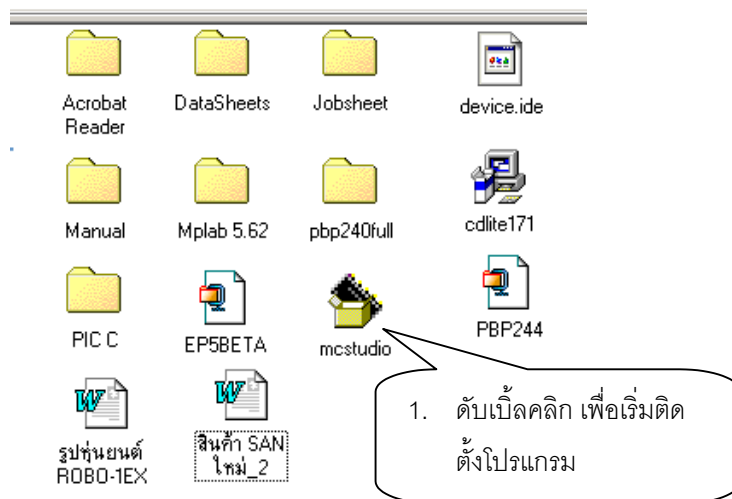 Acrobat
Reader
DataSheets
Jobsheet
device.ide
Manual
Mplab 5.62
pbp240full
cdlite171
PIC C
EP5BETA
mcstudio
PBP244
รูปหุ่นยนต์
ROBO-1EX
สินค้า SAN
ใหม่_2
1. ดับเบิ้ลคลิก เพื่อเริ่มติด
ตั้งโปรแกรม